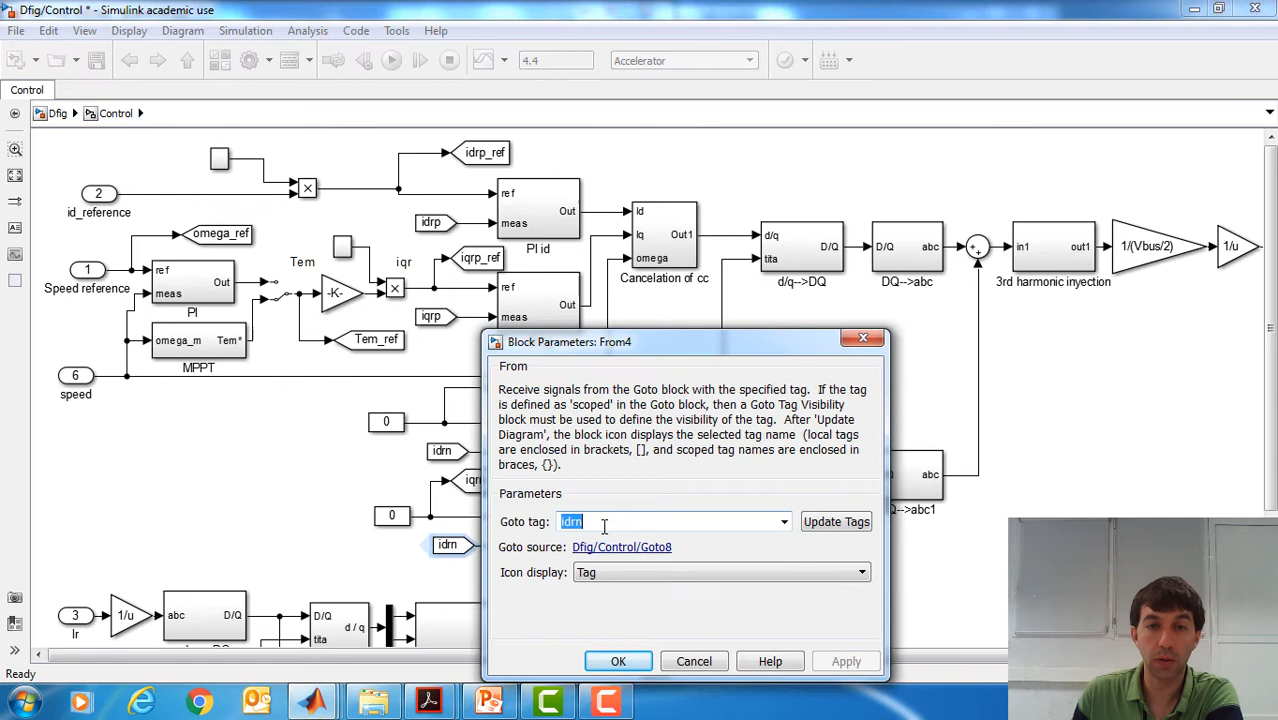 Dfig/Control * - Simulink academic use
File Edit View Display Diagram Simulation Analysis Code Tools Help
4.4 Accelerator
Control
Dfig Control
idrp_ref
2
id_reference
ref
Out
meas
PI id
idrp
omega_ref
1
Speed reference
ref
Out
meas
PI
omega_m Tem*
MPPT
6
speed
Tem
-K-
Tem_ref
iqr
iqrp_ref
ref
Out
meas
iqrp
Id
Iq Out1
omega
Cancelation of cc
d/q
D/Q
tita
d/q-->DQ
D/Q abc
DQ-->abc
in1 out1
3rd harmonic inyection
1/(Vbus/2)
1/u
0
idrn
0
idrn
abc
3
Ir
1/u
abc D/Q
D/Q
d / q
tita
Block Parameters: From4
From
Receive signals from the Goto block with the specified tag. If the tag
is defined as 'scoped' in the Goto block, then a Goto Tag Visibility
block must be used to define the visibility of the tag. After 'Update
Diagram', the block icon displays the selected tag name (local tags
are enclosed in brackets, [], and scoped tag names are enclosed in
braces, {}).
Parameters
Goto tag: idrn Update Tags
Goto source: Dfig/Control/Goto8
Icon display: Tag
OK Cancel Help Apply
Ready